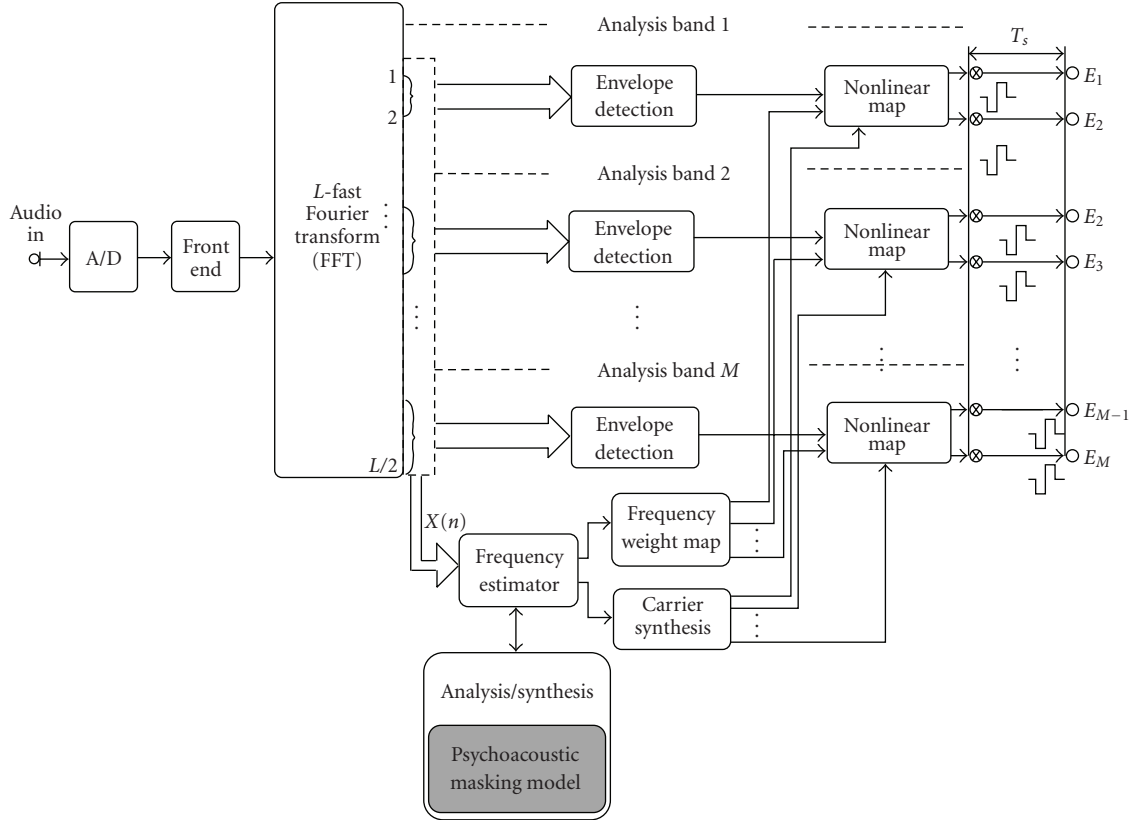 Audio
in
A/D
Front
end
L-fast
Fourier
transform
(FFT)
1
2
L/2
⋮
⋮
Analysis band 1
Envelope
detection
Nonlinear
map
T_s
E_1
E_2
Analysis band 2
Envelope
detection
Nonlinear
map
E_2
E_3
⋮
⋮
⋮
Analysis band M
Envelope
detection
Nonlinear
map
E_{M−1}
E_M
X(n)
Frequency
estimator
Frequency
weight map
⋮
Carrier
synthesis
⋮
Analysis/synthesis
Psychoacoustic
masking model